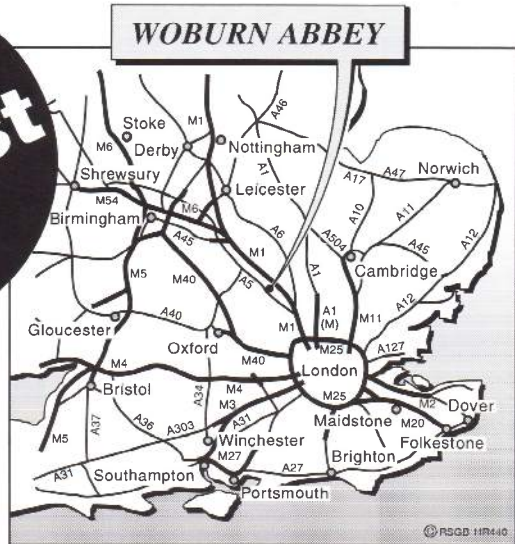 WOBURN ABBEY
st
A46
Stoke
M1
M6
Derby
Nottingham
A1
A17
A47
Norwich
Shrewsury
Leicester
M54
M6
A10
A11
Birmingham
A6
A45
A504
A45
A12
M1
Cambridge
M5
M40
A5
A1
A1
(M)
M11
A12
A40
Gloucester
Oxford
M40
M1
M25
A127
M4
London
Bristol
A34
M4
M3
M25
M2
Dover
A37
A31
Maidstone
M20
M5
A36
A303
Winchester
Folkestone
M27
Brighton
A31
Southampton
A27
Portsmouth